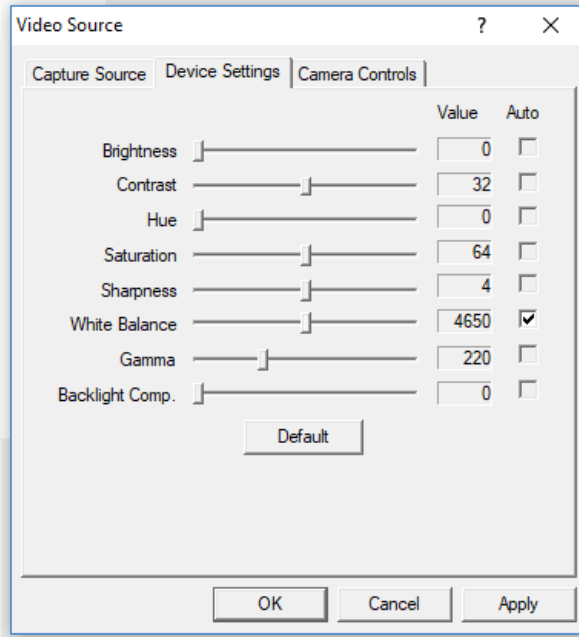 Video Source ? X
Capture Source Device Settings Camera Controls
Value Auto
Brightness 0
Contrast 32
Hue 0
Saturation 64
Sharpness 4
White Balance 4650
Gamma 220
Backlight Comp. 0
Default
OK Cancel Apply